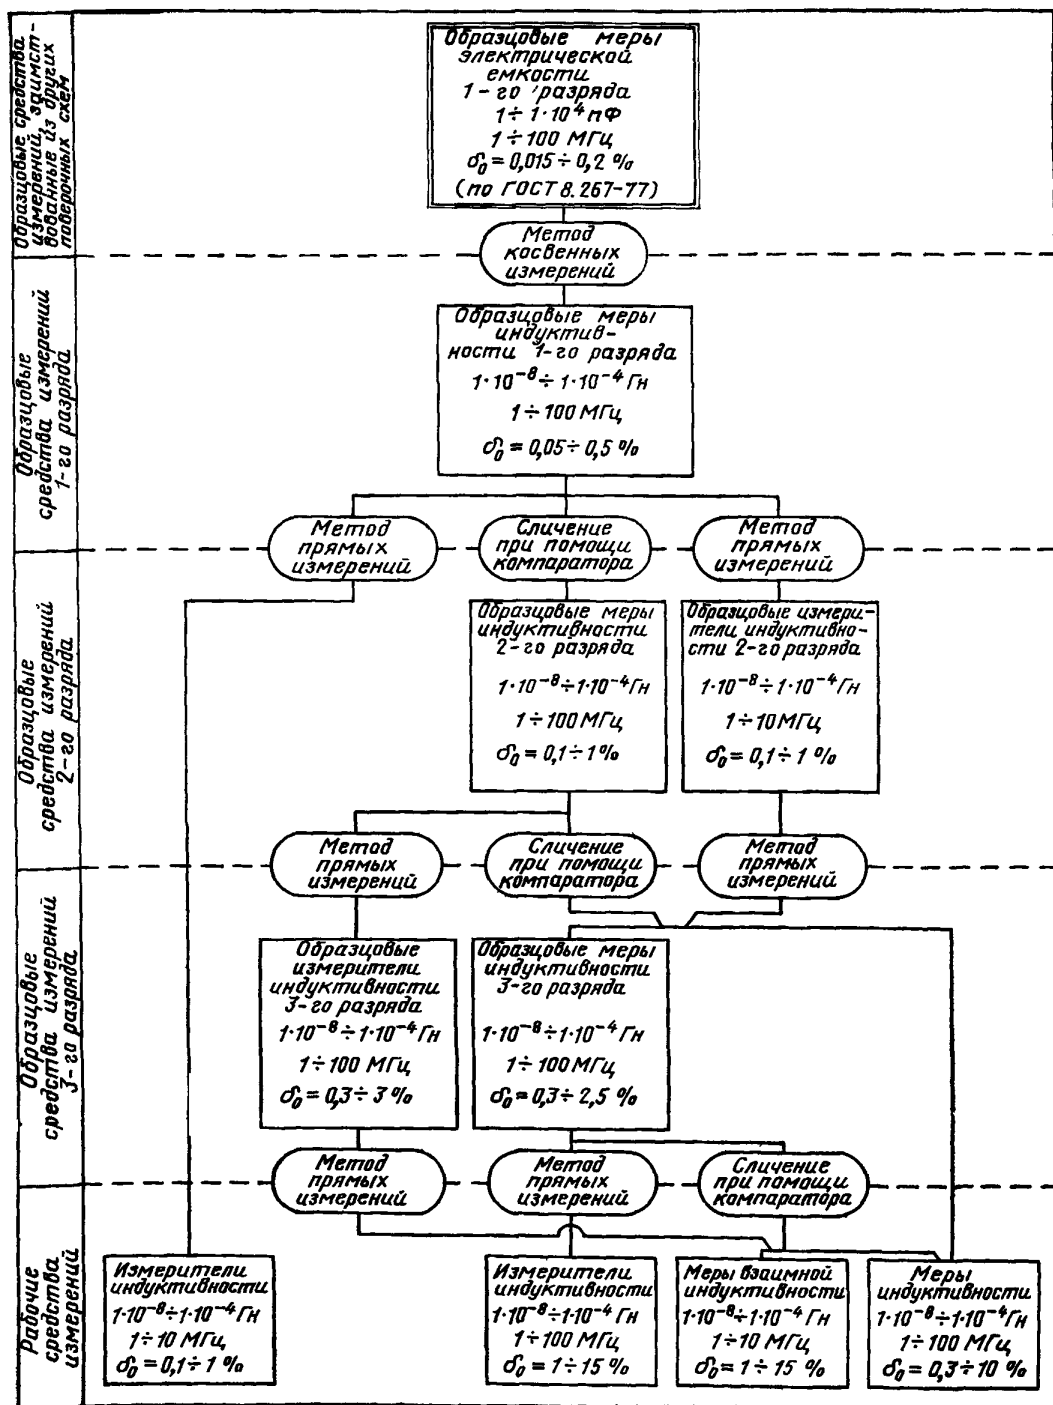 Образцовые средства
измерений, заимст-
вованные из других
поверочных схем
Образцовые меры
электрической
емкости
1-го разряда
1÷1·10⁴ пФ
1÷100 МГц
δ₀ = 0,015÷0,2 %
(по ГОСТ 8.267-77)
Метод
косвенных
измерений
Образцовые
средства измерений
1-го разряда
Образцовые меры
индуктив-
ности 1-го разряда
1·10⁻⁸÷1·10⁻⁴ Гн
1÷100 МГц
δ₀ = 0,05÷0,5 %
Метод
прямых
измерений
Сличение
при помощи
компаратора
Метод
прямых
измерений
Образцовые
средства измерений
2-го разряда
Образцовые меры
индуктивности
2-го разряда
1·10⁻⁸÷1·10⁻⁴ Гн
1÷100 МГц
δ₀ = 0,1÷1 %
Образцовые измери-
тели индуктивно-
сти 2-го разряда
1·10⁻⁸÷1·10⁻⁴ Гн
1÷10 МГц
δ₀ = 0,1÷1 %
Метод
прямых
измерений
Сличение
при помощи
компаратора
Метод
прямых
измерений
Образцовые
средства измерений
3-го разряда
Образцовые
измерители
индуктивности
3-го разряда
1·10⁻⁸÷1·10⁻⁴ Гн
1÷100 МГц
δ₀ = 0,3÷3 %
Образцовые меры
индуктивности
3-го разряда
1·10⁻⁸÷1·10⁻⁴ Гн
1÷100 МГц
δ₀ = 0,3÷2,5 %
Метод
прямых
измерений
Метод
прямых
измерений
Сличение
при помощи
компаратора
Рабочие
средства
измерений
Измерители
индуктивности
1·10⁻⁸÷1·10⁻⁴ Гн
1÷10 МГц
δ₀ = 0,1÷1 %
Измерители
индуктивности
1·10⁻⁸÷1·10⁻⁴ Гн
1÷100 МГц
δ₀ = 1÷15 %
Меры взаимной
индуктивности
1·10⁻⁸÷1·10⁻⁴ Гн
1÷10 МГц
δ₀ = 1÷15 %
Меры
индуктивности
1·10⁻⁸÷1·10⁻⁴ Гн
1÷100 МГц
δ₀ = 0,3÷10 %